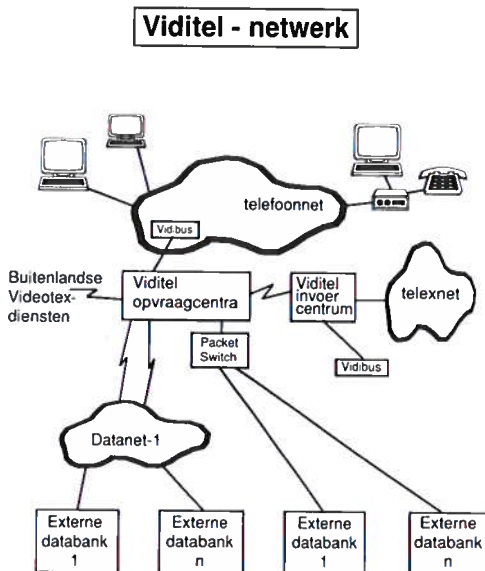 Viditel - netwerk
telefoonnet
Vidibus
Buitenlandse
Videotex-
diensten
Viditel
opvraagcentra
Viditel
invoer
centrum
telexnet
Packet
Switch
Vidibus
Datanet-1
Externe
databank
1
Externe
databank
n
Externe
databank
1
Externe
databank
n